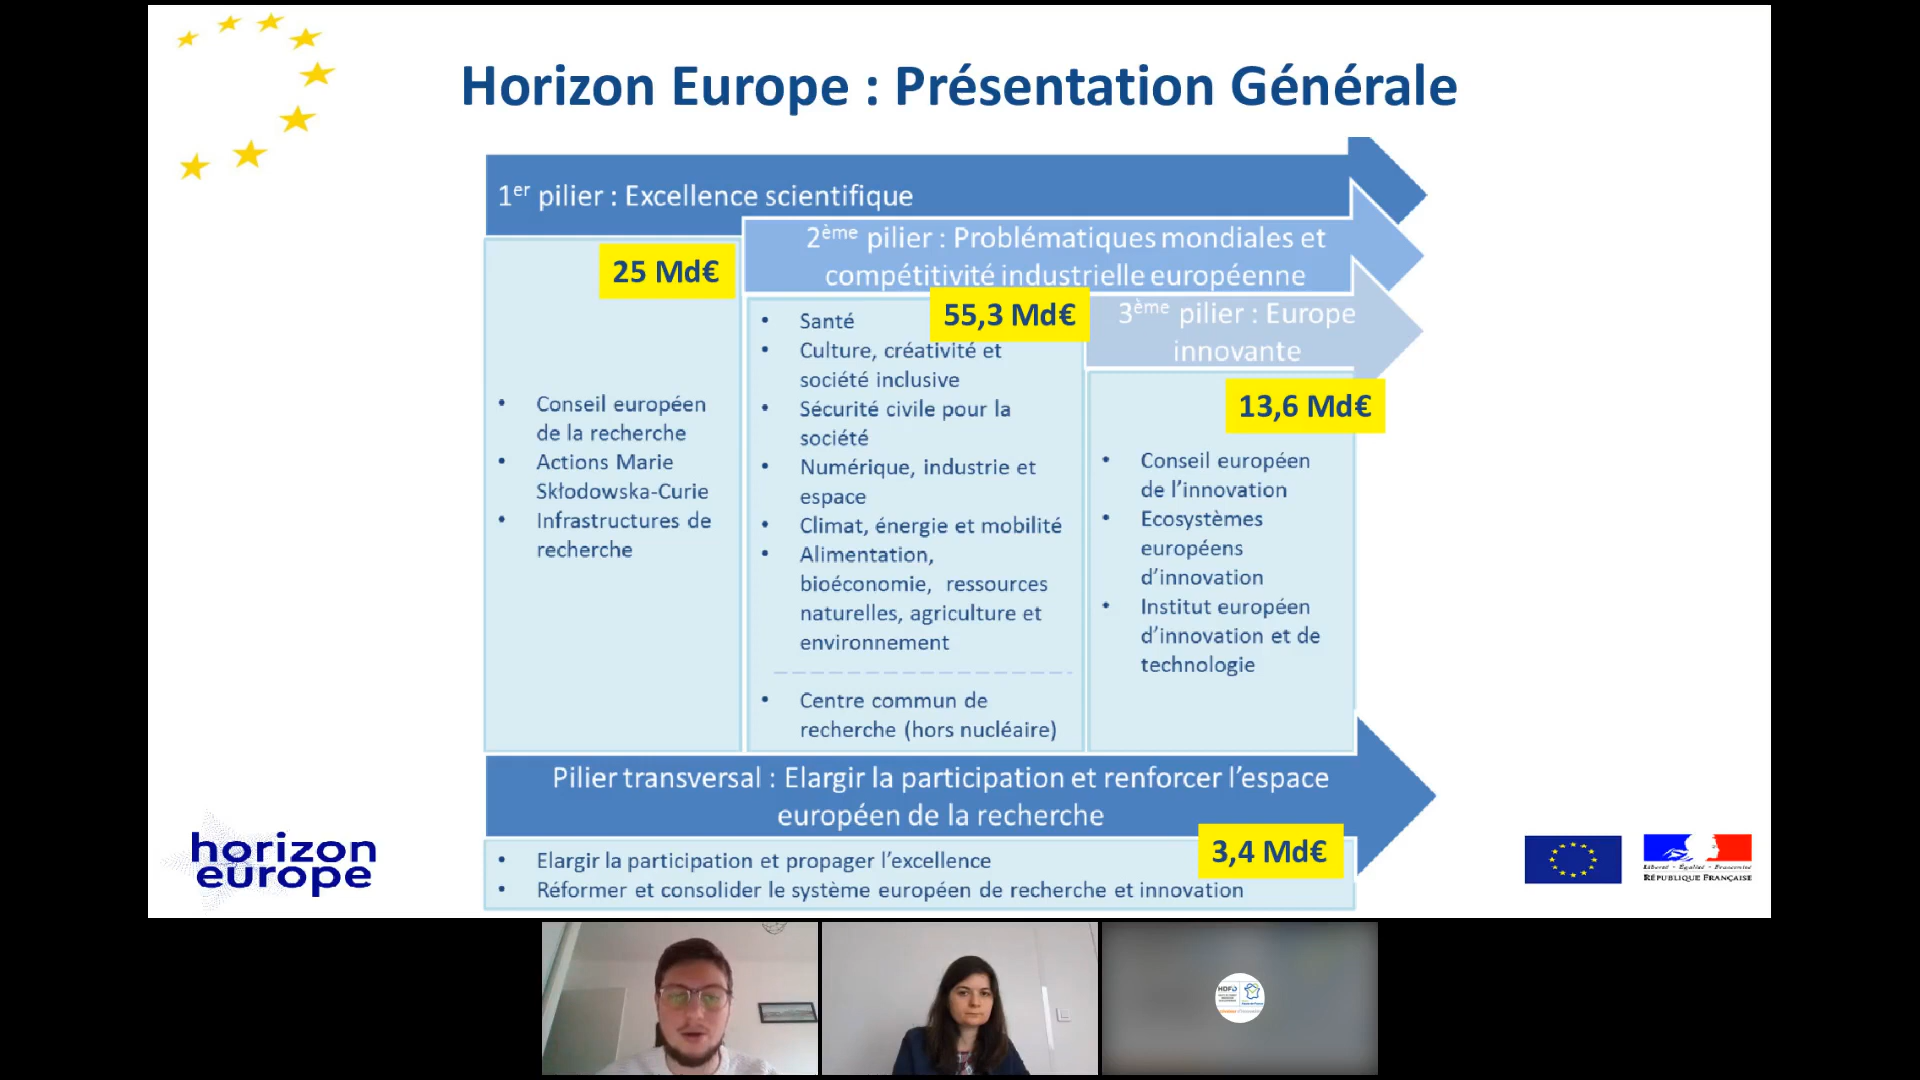 Horizon Europe : Présentation Générale
1er pilier : Excellence scientifique
25 Md€
• Conseil européen
de la recherche
• Actions Marie
Skłodowska-Curie
• Infrastructures de
recherche
2ème pilier : Problématiques mondiales et
compétitivité industrielle européenne
55,3 Md€
• Santé
• Culture, créativité et
société inclusive
• Sécurité civile pour la
société
• Numérique, industrie et
espace
• Climat, énergie et mobilité
• Alimentation,
bioéconomie, ressources
naturelles, agriculture et
environnement
• Centre commun de
recherche (hors nucléaire)
3ème pilier : Europe
innovante
13,6 Md€
• Conseil européen
de l’innovation
• Ecosystèmes
européens
d’innovation
• Institut européen
d’innovation et de
technologie
Pilier transversal : Elargir la participation et renforcer l’espace
européen de la recherche
3,4 Md€
• Elargir la participation et propager l’excellence
• Réformer et consolider le système européen de recherche et innovation
horizon
europe
Liberté • Égalité • Fraternité
RÉPUBLIQUE FRANÇAISE
HDFID